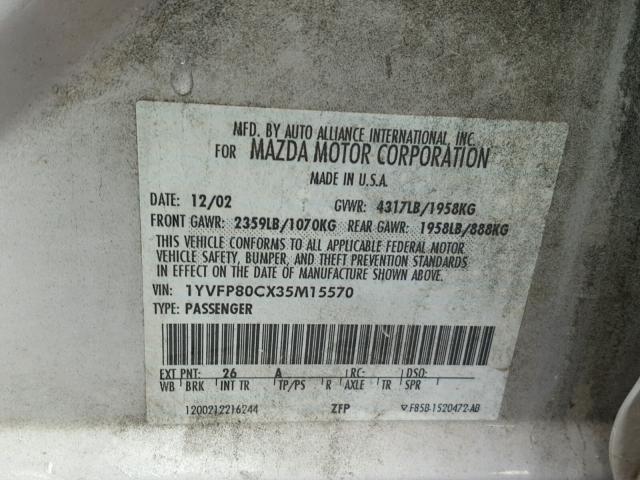 MFD. BY AUTO ALLIANCE INTERNATIONAL, INC.
FOR MAZDA MOTOR CORPORATION
MADE IN U.S.A.
DATE: 12/02 GVWR: 4317LB/1958KG
FRONT GAWR: 2359LB/1070KG REAR GAWR: 1958LB/888KG
THIS VEHICLE CONFORMS TO ALL APPLICABLE FEDERAL MOTOR
VEHICLE SAFETY, BUMPER, AND THEFT PREVENTION STANDARDS
IN EFFECT ON THE DATE OF MANUFACTURE SHOWN ABOVE.
VIN: 1YVFP80CX35M15570
TYPE: PASSENGER
EXT PNT: 26 A RC: DSO:
WB BRK INT TR TP/PS R AXLE TR SPR
1200212216244 ZFP F85B-1520472-AB